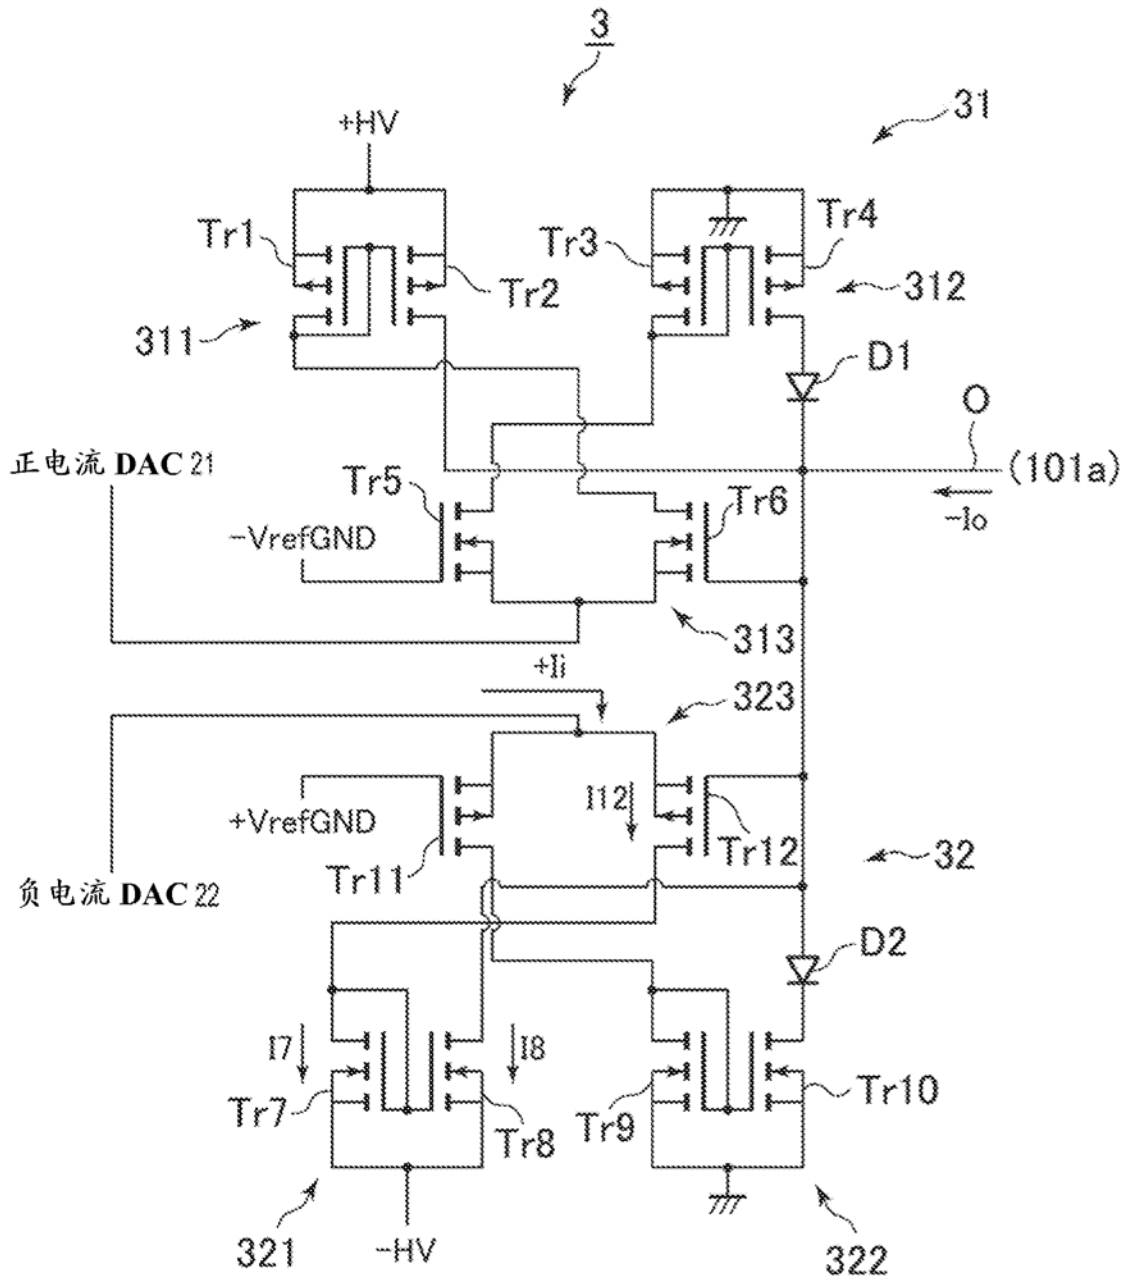 3
31
+HV
Tr1
Tr2
Tr3
Tr4
311
312
D1
O
(101a)
-Io
正电流 DAC 21
Tr5
Tr6
-VrefGND
313
+Ii
323
I12
+VrefGND
Tr11
Tr12
32
负电流 DAC 22
D2
I7
I8
Tr7
Tr8
Tr9
Tr10
321
-HV
322